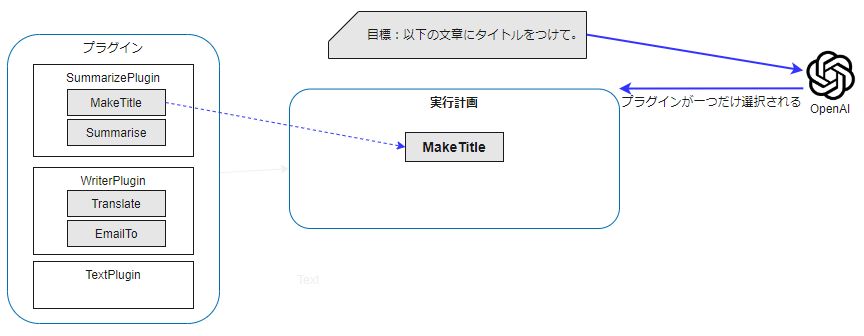 目標：以下の文章にタイトルをつけて。
プラグイン
SummarizePlugin
MakeTitle
Summarise
WriterPlugin
Translate
EmailTo
TextPlugin
実行計画
MakeTitle
プラグインが一つだけ選択される
OpenAI
Text